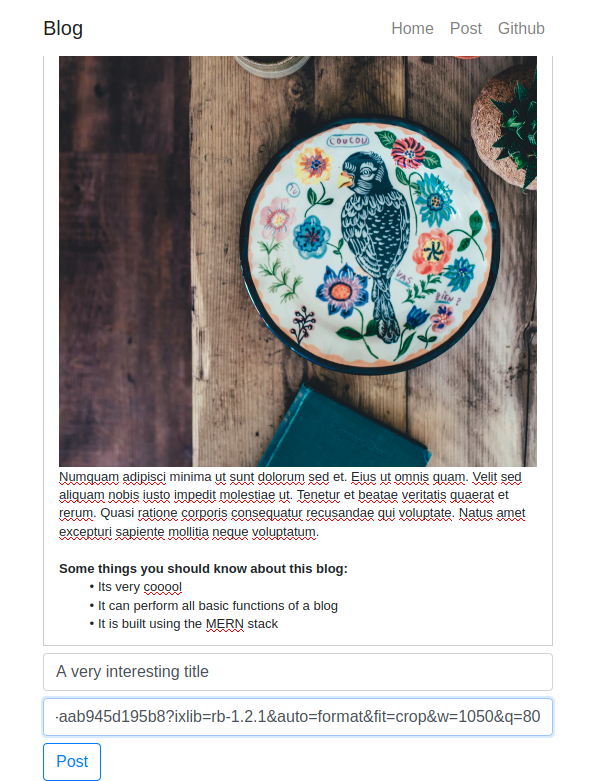 Blog
Home Post Github
COUCOU
TU
VAS
BIEN?
Numquam adipisci minima ut sunt dolorum sed et. Eius ut omnis quam. Velit sed
aliquam nobis iusto impedit molestiae ut. Tenetur et beatae veritatis quaerat et
rerum. Quasi ratione corporis consequatur recusandae qui voluptate. Natus amet
excepturi sapiente mollitia neque voluptatum.
Some things you should know about this blog:
• Its very cooool
• It can perform all basic functions of a blog
• It is built using the MERN stack
A very interesting title
-aab945d195b8?ixlib=rb-1.2.1&auto=format&fit=crop&w=1050&q=80
Post